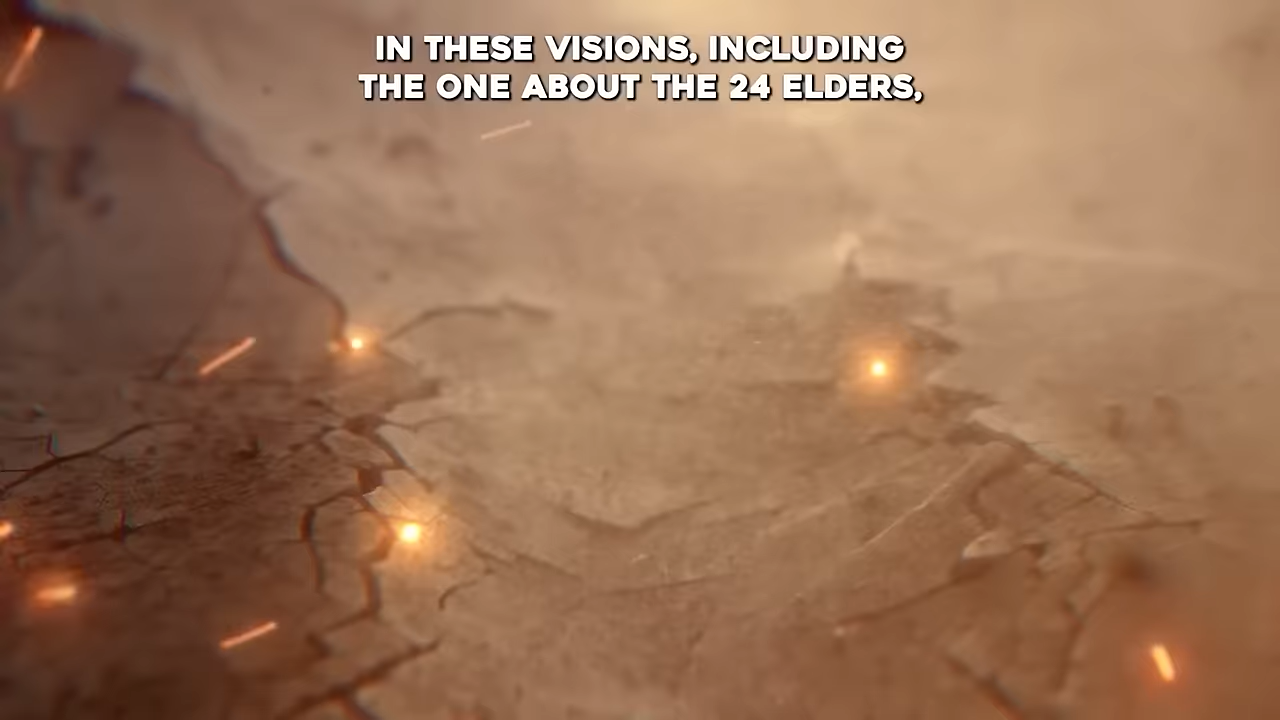 IN THESE VISIONS, INCLUDING
THE ONE ABOUT THE 24 ELDERS,